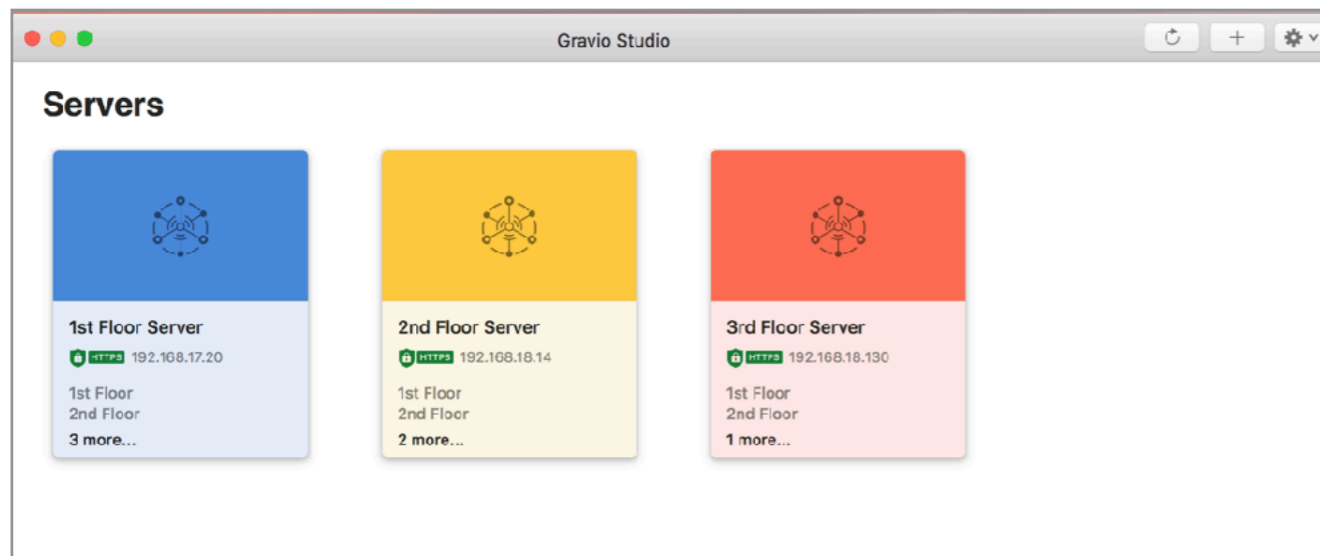 Gravio Studio
Servers
1st Floor Server
HTTPS 192.168.17.20
1st Floor
2nd Floor
3 more...
2nd Floor Server
HTTPS 192.168.18.14
1st Floor
2nd Floor
2 more...
3rd Floor Server
HTTPS 192.168.18.130
1st Floor
2nd Floor
1 more...